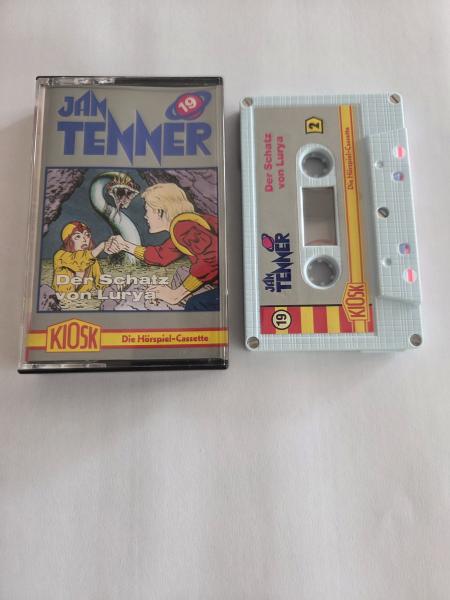 JAN
TENNER
19
Der Schatz
von Lurya
KIOSK
Die Hörspiel-Cassette
2
Der Schatz
von Lurya
Die Hörspiel-Cassette
JAN
TENNER
19
KIOSK